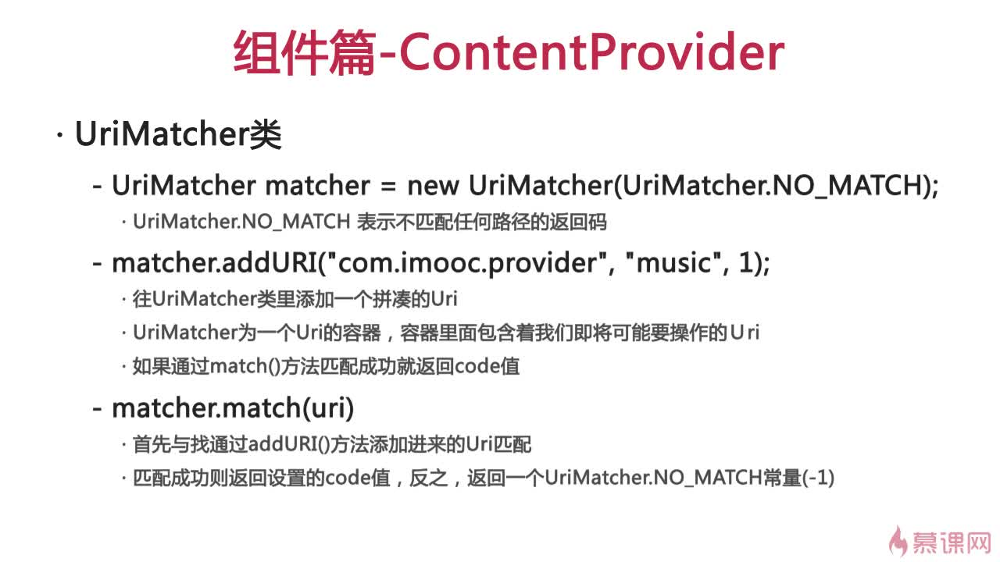 组件篇-ContentProvider
· UriMatcher类
- UriMatcher matcher = new UriMatcher(UriMatcher.NO_MATCH);
· UriMatcher.NO_MATCH 表示不匹配任何路径的返回码
- matcher.addURI("com.imooc.provider", "music", 1);
· 往UriMatcher类里添加一个拼凑的Uri
· UriMatcher为一个Uri的容器，容器里面包含着我们即将可能要操作的Uri
· 如果通过match()方法匹配成功就返回code值
- matcher.match(uri)
· 首先与找通过addURI()方法添加进来的Uri匹配
· 匹配成功则返回设置的code值，反之，返回一个UriMatcher.NO_MATCH常量(-1)
慕课网